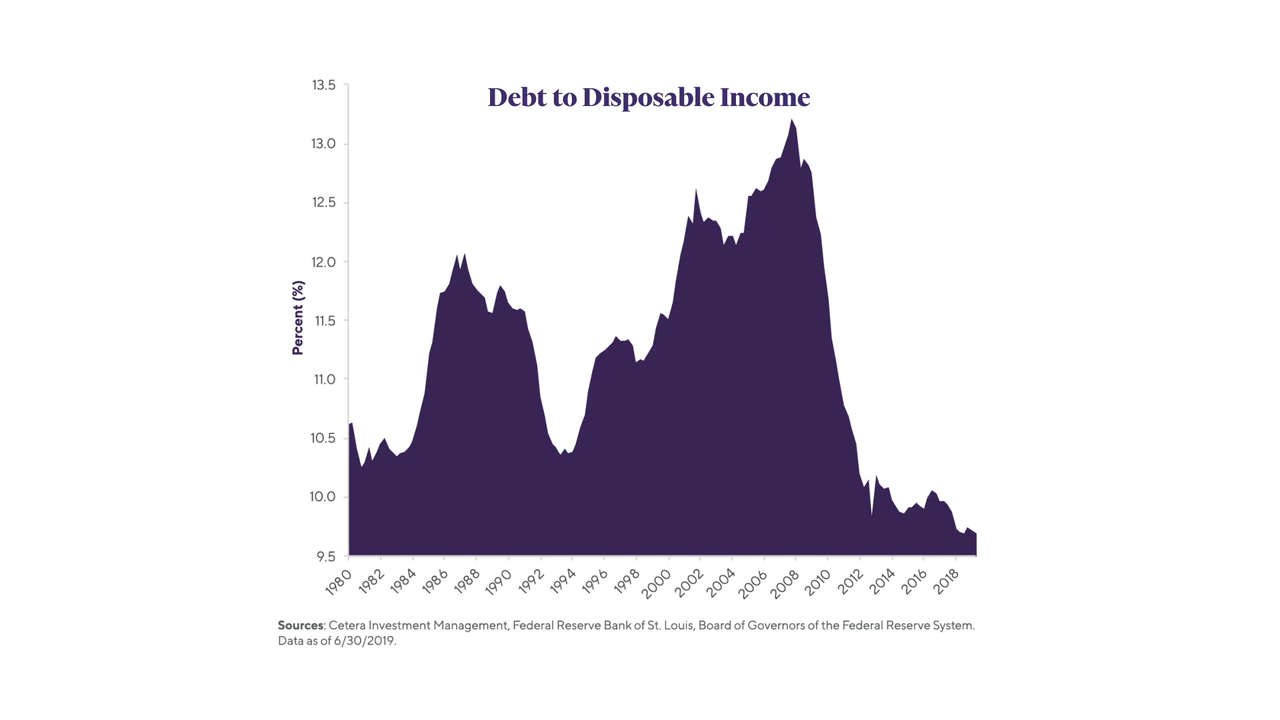 Debt to Disposable Income
Percent (%)
13.5
13.0
12.5
12.0
11.5
11.0
10.5
10.0
9.5
1980 1982 1984 1986 1988 1990 1992 1994 1996 1998 2000 2002 2004 2006 2008 2010 2012 2014 2016 2018
Sources: Cetera Investment Management, Federal Reserve Bank of St. Louis, Board of Governors of the Federal Reserve System.
Data as of 6/30/2019.